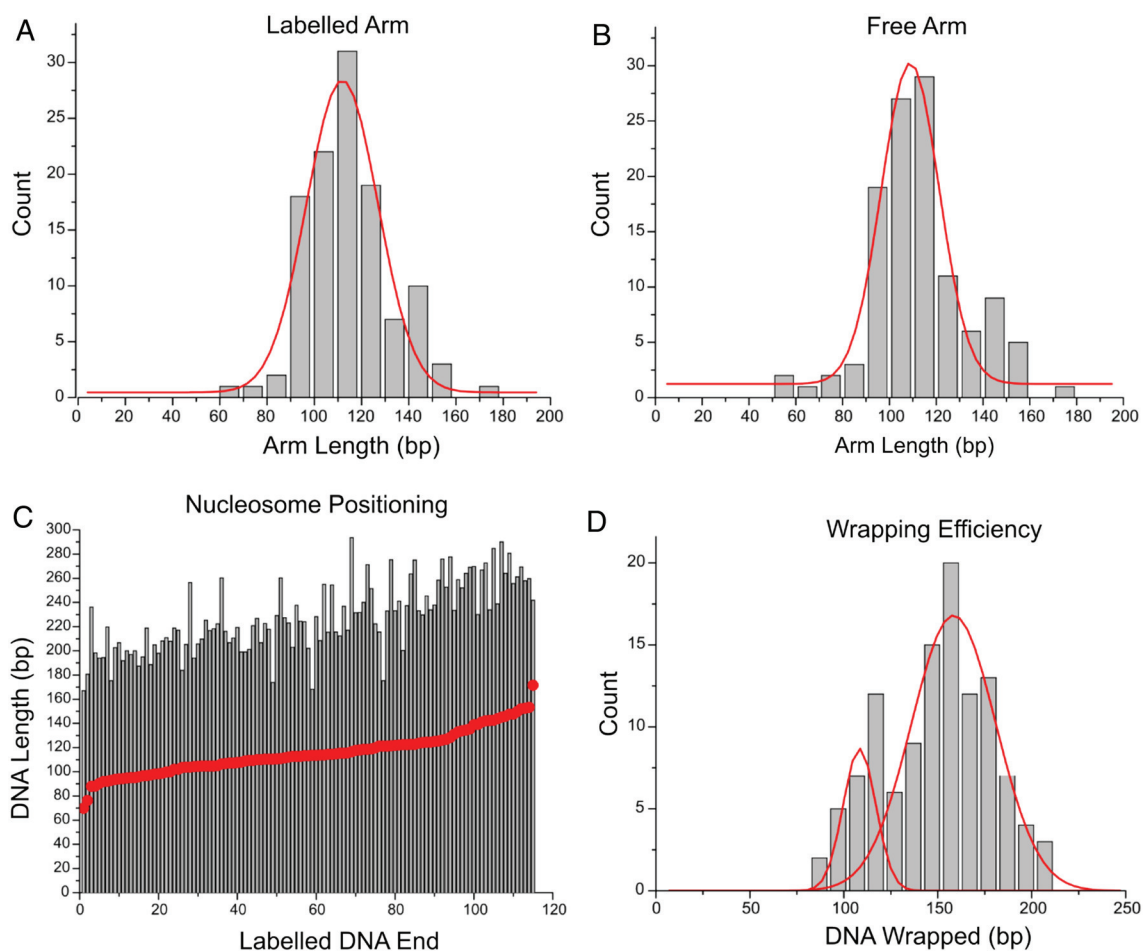 A
Labelled Arm
30
25
20
15
10
5
0
Count
0 20 40 60 80 100 120 140 160 180 200
Arm Length (bp)
B
Free Arm
30
25
20
15
10
5
0
Count
0 20 40 60 80 100 120 140 160 180 200
Arm Length (bp)
C
Nucleosome Positioning
300
280
260
240
220
200
180
160
140
120
100
80
60
40
20
0
DNA Length (bp)
0 20 40 60 80 100 120
Labelled DNA End
D
Wrapping Efficiency
20
15
10
5
0
Count
0 50 100 150 200 250
DNA Wrapped (bp)